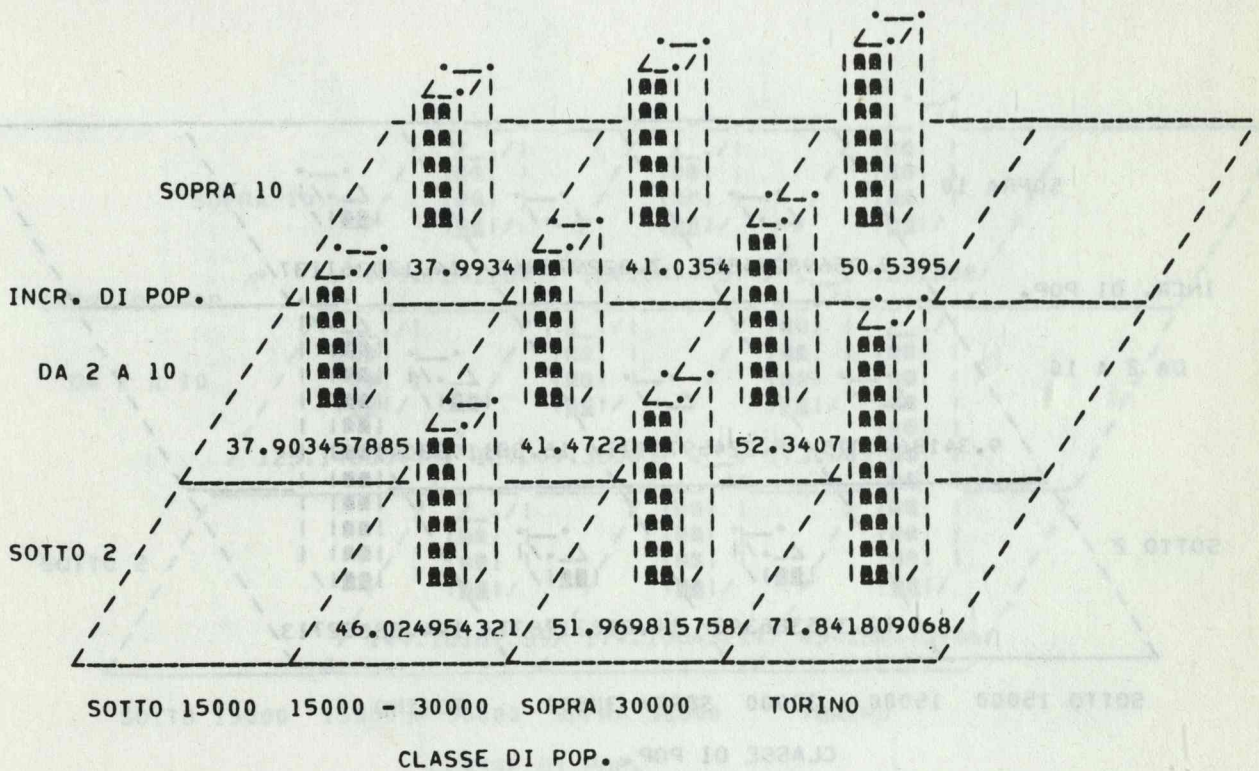 SOPRA 10
37.9934 41.0354 50.5395
INCR. DI POP.
DA 2 A 10
37.903457885 41.4722 52.3407
SOTTO 2
46.024954321 51.969815758 71.841809068
SOTTO 15000 15000 - 30000 SOPRA 30000 TORINO
CLASSE DI POP.